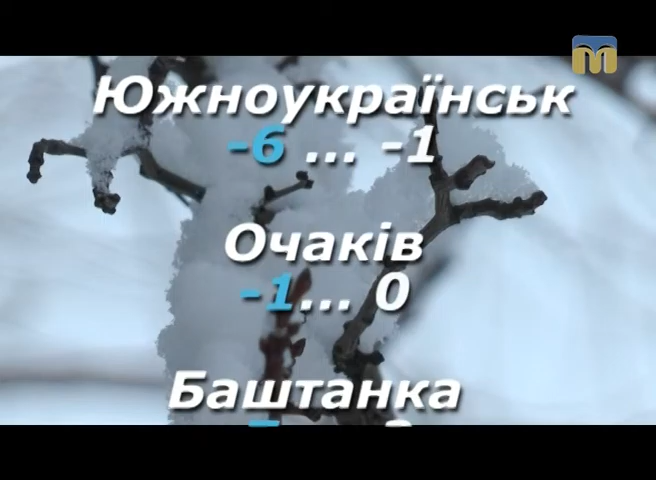 Южноукраїнськ
-6 ... -1
Очаків
-1... 0
Баштанка